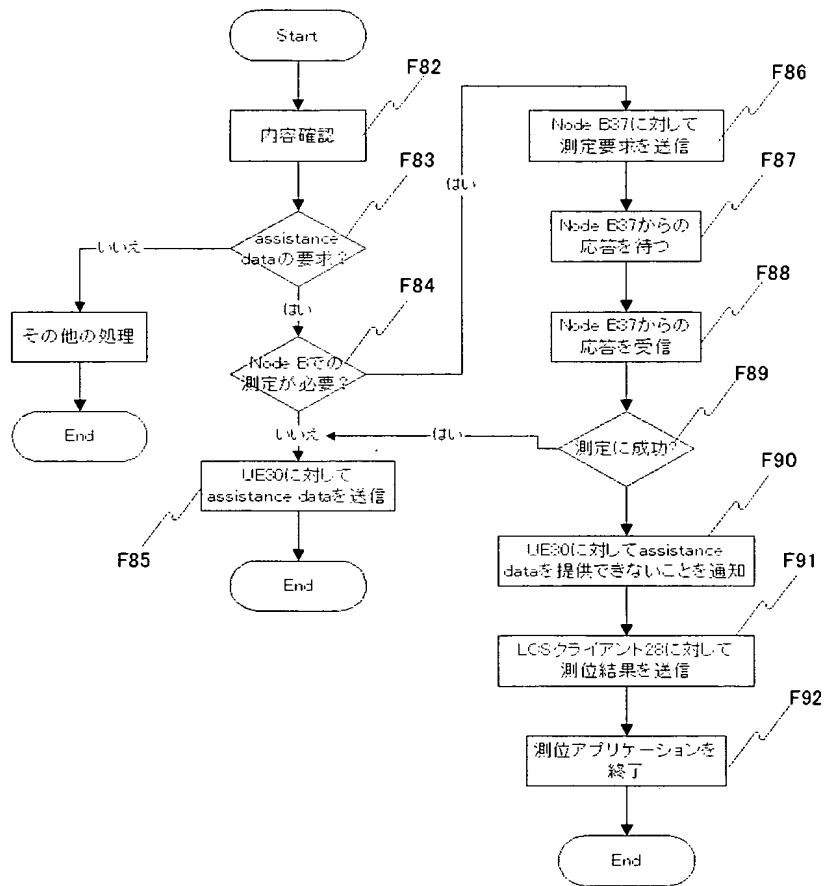 Start
F82
内容確認
F83
assistance
dataの要求?
いいえ
はい
その他の処理
End
F84
Node Bでの
測定が必要?
はい
いいえ
UE30に対して
assistance dataを送信
F85
End
F86
Node B37に対して
測定要求を送信
F87
Node B37からの
応答を待つ
F88
Node B37からの
応答を受信
F89
測定に成功?
はい
F90
UE30に対してassistance
dataを提供できないことを通知
F91
LCSクライアント28に対して
測位結果を送信
F92
測位アプリケーションを
終了
End